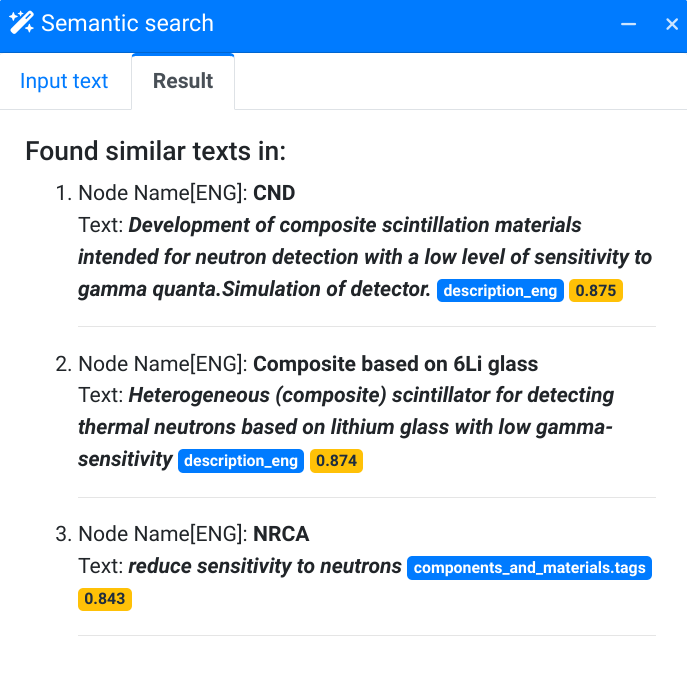 Semantic search
Input text
Result
Found similar texts in:
1. Node Name[ENG]: CND
Text: Development of composite scintillation materials
intended for neutron detection with a low level of sensitivity to
gamma quanta.Simulation of detector. description_eng 0.875
2. Node Name[ENG]: Composite based on 6Li glass
Text: Heterogeneous (composite) scintillator for detecting
thermal neutrons based on lithium glass with low gamma-
sensitivity description_eng 0.874
3. Node Name[ENG]: NRCA
Text: reduce sensitivity to neutrons components_and_materials.tags
0.843